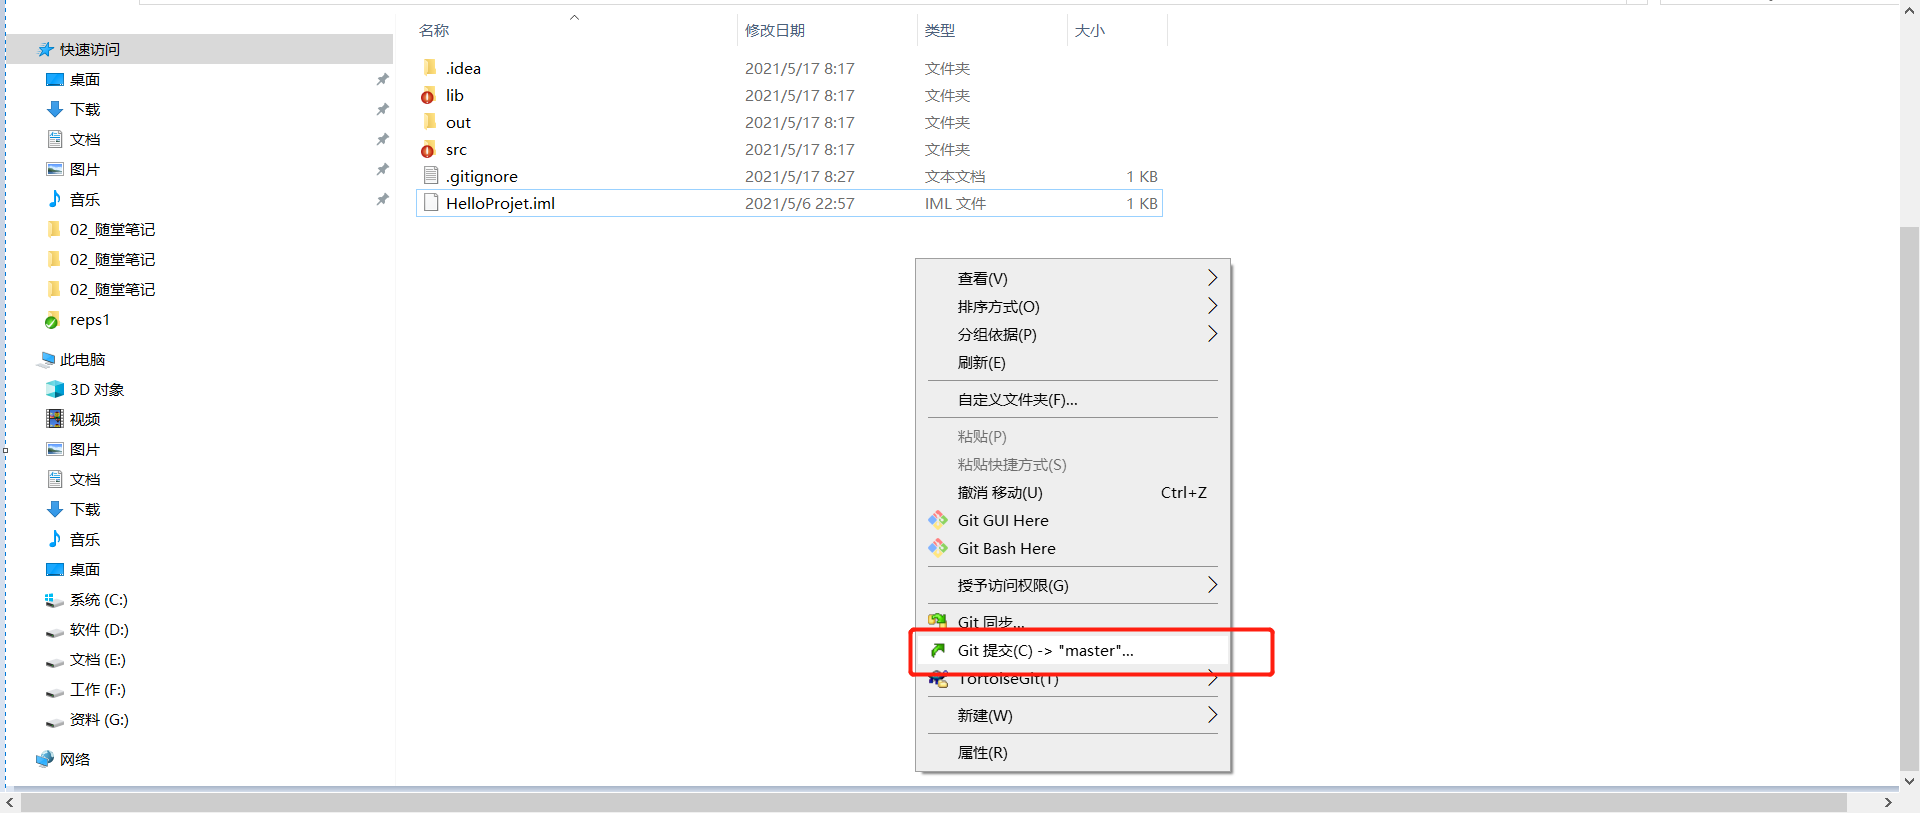 名称 修改日期 类型 大小
快速访问
桌面
下载
文档
图片
音乐
02_随堂笔记
02_随堂笔记
02_随堂笔记
reps1
此电脑
3D 对象
视频
图片
文档
下载
音乐
桌面
系统 (C:)
软件 (D:)
文档 (E:)
工作 (F:)
资料 (G:)
网络
.idea 2021/5/17 8:17 文件夹
lib 2021/5/17 8:17 文件夹
out 2021/5/17 8:17 文件夹
src 2021/5/17 8:17 文件夹
.gitignore 2021/5/17 8:27 文本文档 1 KB
HelloProjet.iml 2021/5/6 22:57 IML 文件 1 KB
查看(V)
排序方式(O)
分组依据(P)
刷新(E)
自定义文件夹(F)...
粘贴(P)
粘贴快捷方式(S)
撤消 移动(U) Ctrl+Z
Git GUI Here
Git Bash Here
授予访问权限(G)
Git 同步...
Git 提交(C) -> "master"...
TortoiseGit(T)
新建(W)
属性(R)